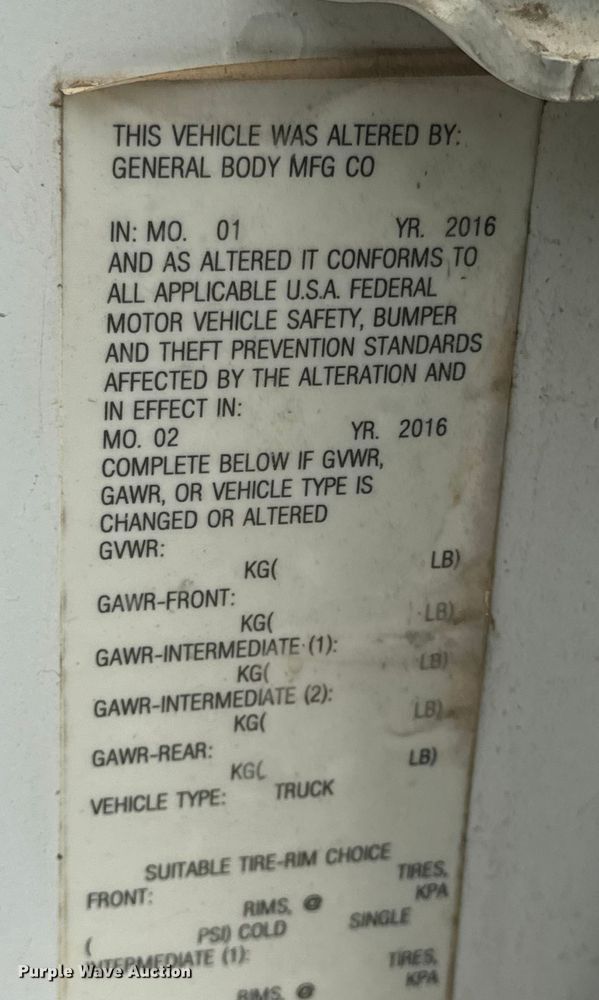 THIS VEHICLE WAS ALTERED BY:
GENERAL BODY MFG CO
IN: MO. 01 YR. 2016
AND AS ALTERED IT CONFORMS TO
ALL APPLICABLE U.S.A. FEDERAL
MOTOR VEHICLE SAFETY, BUMPER
AND THEFT PREVENTION STANDARDS
AFFECTED BY THE ALTERATION AND
IN EFFECT IN:
MO. 02 YR. 2016
COMPLETE BELOW IF GVWR,
GAWR, OR VEHICLE TYPE IS
CHANGED OR ALTERED
GVWR:
KG( LB)
GAWR-FRONT:
KG( LB)
GAWR-INTERMEDIATE (1):
KG( LB)
GAWR-INTERMEDIATE (2):
KG( LB)
GAWR-REAR:
KG( LB)
VEHICLE TYPE: TRUCK
SUITABLE TIRE-RIM CHOICE
FRONT: TIRES,
RIMS, @ KPA
( PSI) COLD SINGLE
INTERMEDIATE (1): TIRES,
RIMS, @ KPA
Purple Wave Auction